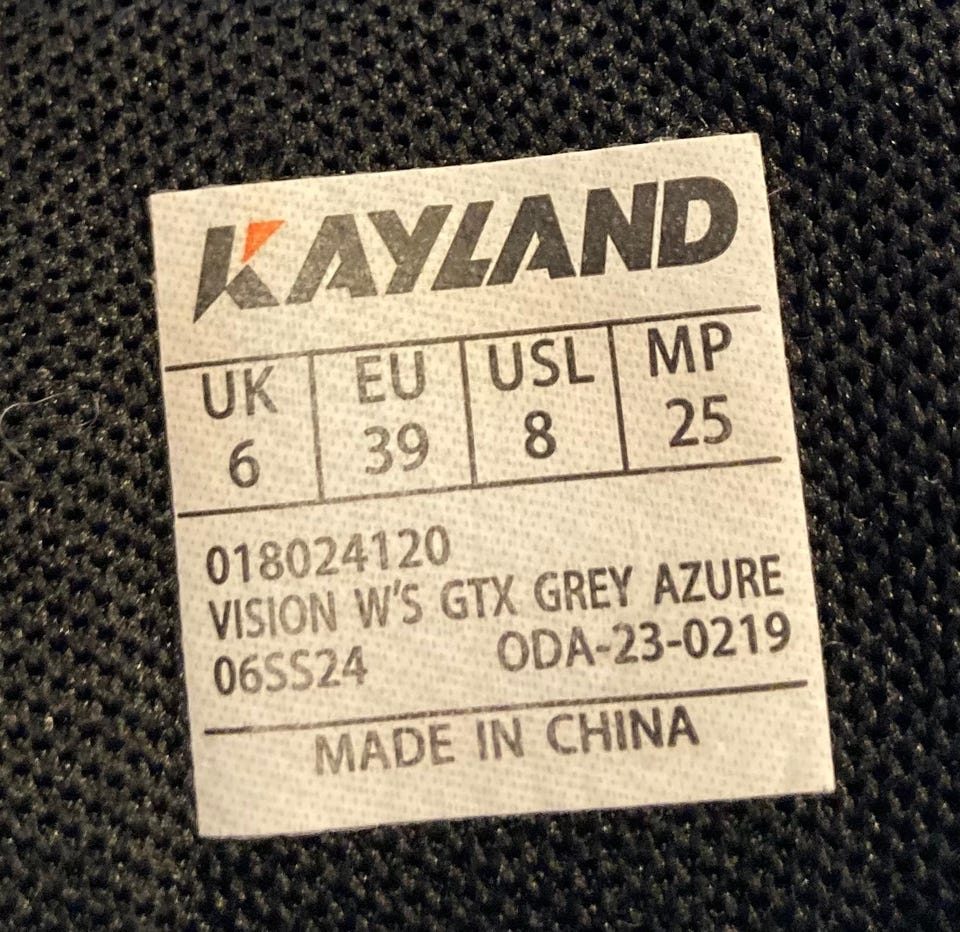 KAYLAND
UK EU USL MP
6 39 8 25
018024120
VISION W'S GTX GREY AZURE
06SS24 ODA-23-0219
MADE IN CHINA